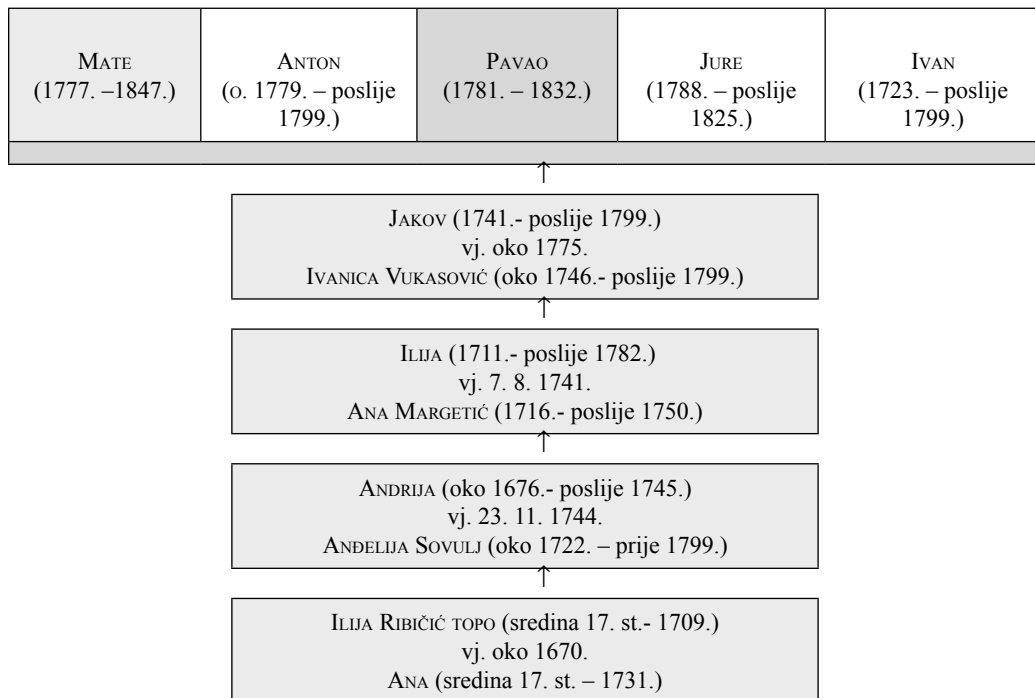 MATE
(1777. –1847.)
ANTON
(O. 1779. – poslije
1799.)
PAVAO
(1781. – 1832.)
JURE
(1788. – poslije
1825.)
IVAN
(1723. – poslije
1799.)
↑
JAKOV (1741.- poslije 1799.)
vj. oko 1775.
IVANICA VUKASOVIĆ (oko 1746.- poslije 1799.)
↑
ILIJA (1711.- poslije 1782.)
vj. 7. 8. 1741.
ANA MARGETIĆ (1716.- poslije 1750.)
↑
ANDRIJA (oko 1676.- poslije 1745.)
vj. 23. 11. 1744.
ANĐELIJA SOVULJ (oko 1722. – prije 1799.)
↑
ILIJA RIBIČIĆ TOPO (sredina 17. st.- 1709.)
vj. oko 1670.
ANA (sredina 17. st. – 1731.)